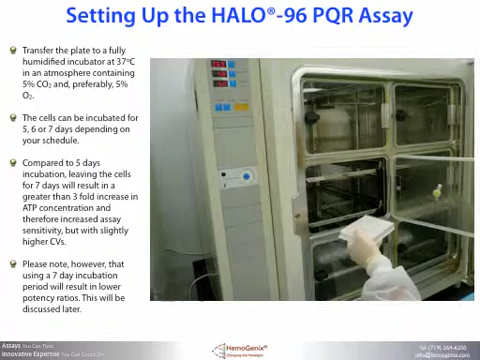 Setting Up the HALO®-96 PQR Assay
Transfer the plate to a fully
humidified incubator at 37ºC
in an atmosphere containing
5% CO2 and, preferably, 5%
O2.
The cells can be incubated for
5, 6 or 7 days depending on
your schedule.
Compared to 5 days
incubation, leaving the cells
for 7 days will result in a
greater than 3 fold increase in
ATP concentration and
therefore increased assay
sensitivity, but with slightly
higher CVs.
Please note, however, that
using a 7 day incubation
period will result in lower
potency ratios. This will be
discussed later.
Assays You Can Trust.
Innovative Expertise You Can Count On.
HemoGenix®
Changing the Paradigm
Tel: (719) 264-6250
info@hemogenix.com